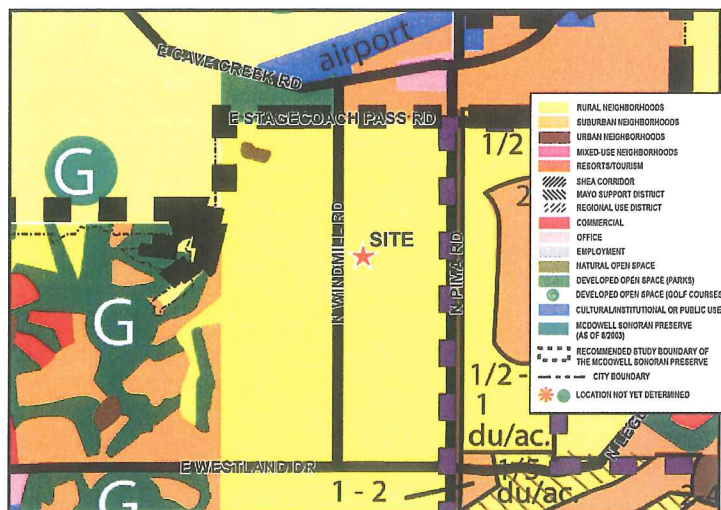 E CAVE CREEK RD
airport
E STAGECOACH PASS RD
G
1/2
2
N WINDMILL RD
SITE
N PIMA RD
G
1/2 -
1
du/ac.
E WESTLAND DR
1 - 2
1/5
du/ac.
G
RURAL NEIGHBORHOODS
SUBURBAN NEIGHBORHOODS
URBAN NEIGHBORHOODS
MIXED-USE NEIGHBORHOODS
RESORTS/TOURISM
SHEA CORRIDOR
MAYO SUPPORT DISTRICT
REGIONAL USE DISTRICT
COMMERCIAL
OFFICE
EMPLOYMENT
NATURAL OPEN SPACE
DEVELOPED OPEN SPACE (PARKS)
DEVELOPED OPEN SPACE (GOLF COURSES)
CULTURAL/INSTITUTIONAL OR PUBLIC USE
MCDOWELL SONORAN PRESERVE
(AS OF 8/2003)
RECOMMENDED STUDY BOUNDARY OF
THE MCDOWELL SONORAN PRESERVE
CITY BOUNDARY
LOCATION NOT YET DETERMINED
N LEG